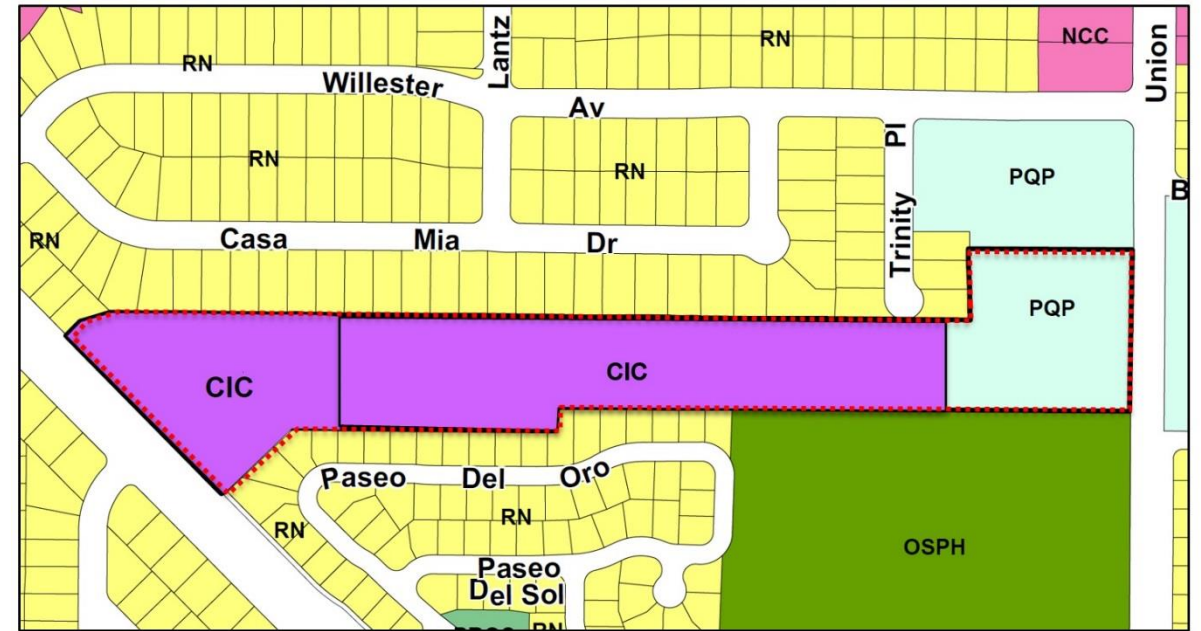 Lantz
RN
NCC
Union
RN
Willester
Av
Pl
RN
RN
PQP
B
Trinity
RN
Casa Mia Dr
PQP
CIC
CIC
Paseo Del Oro
RN
RN
OSPH
Paseo
Del Sol
RN